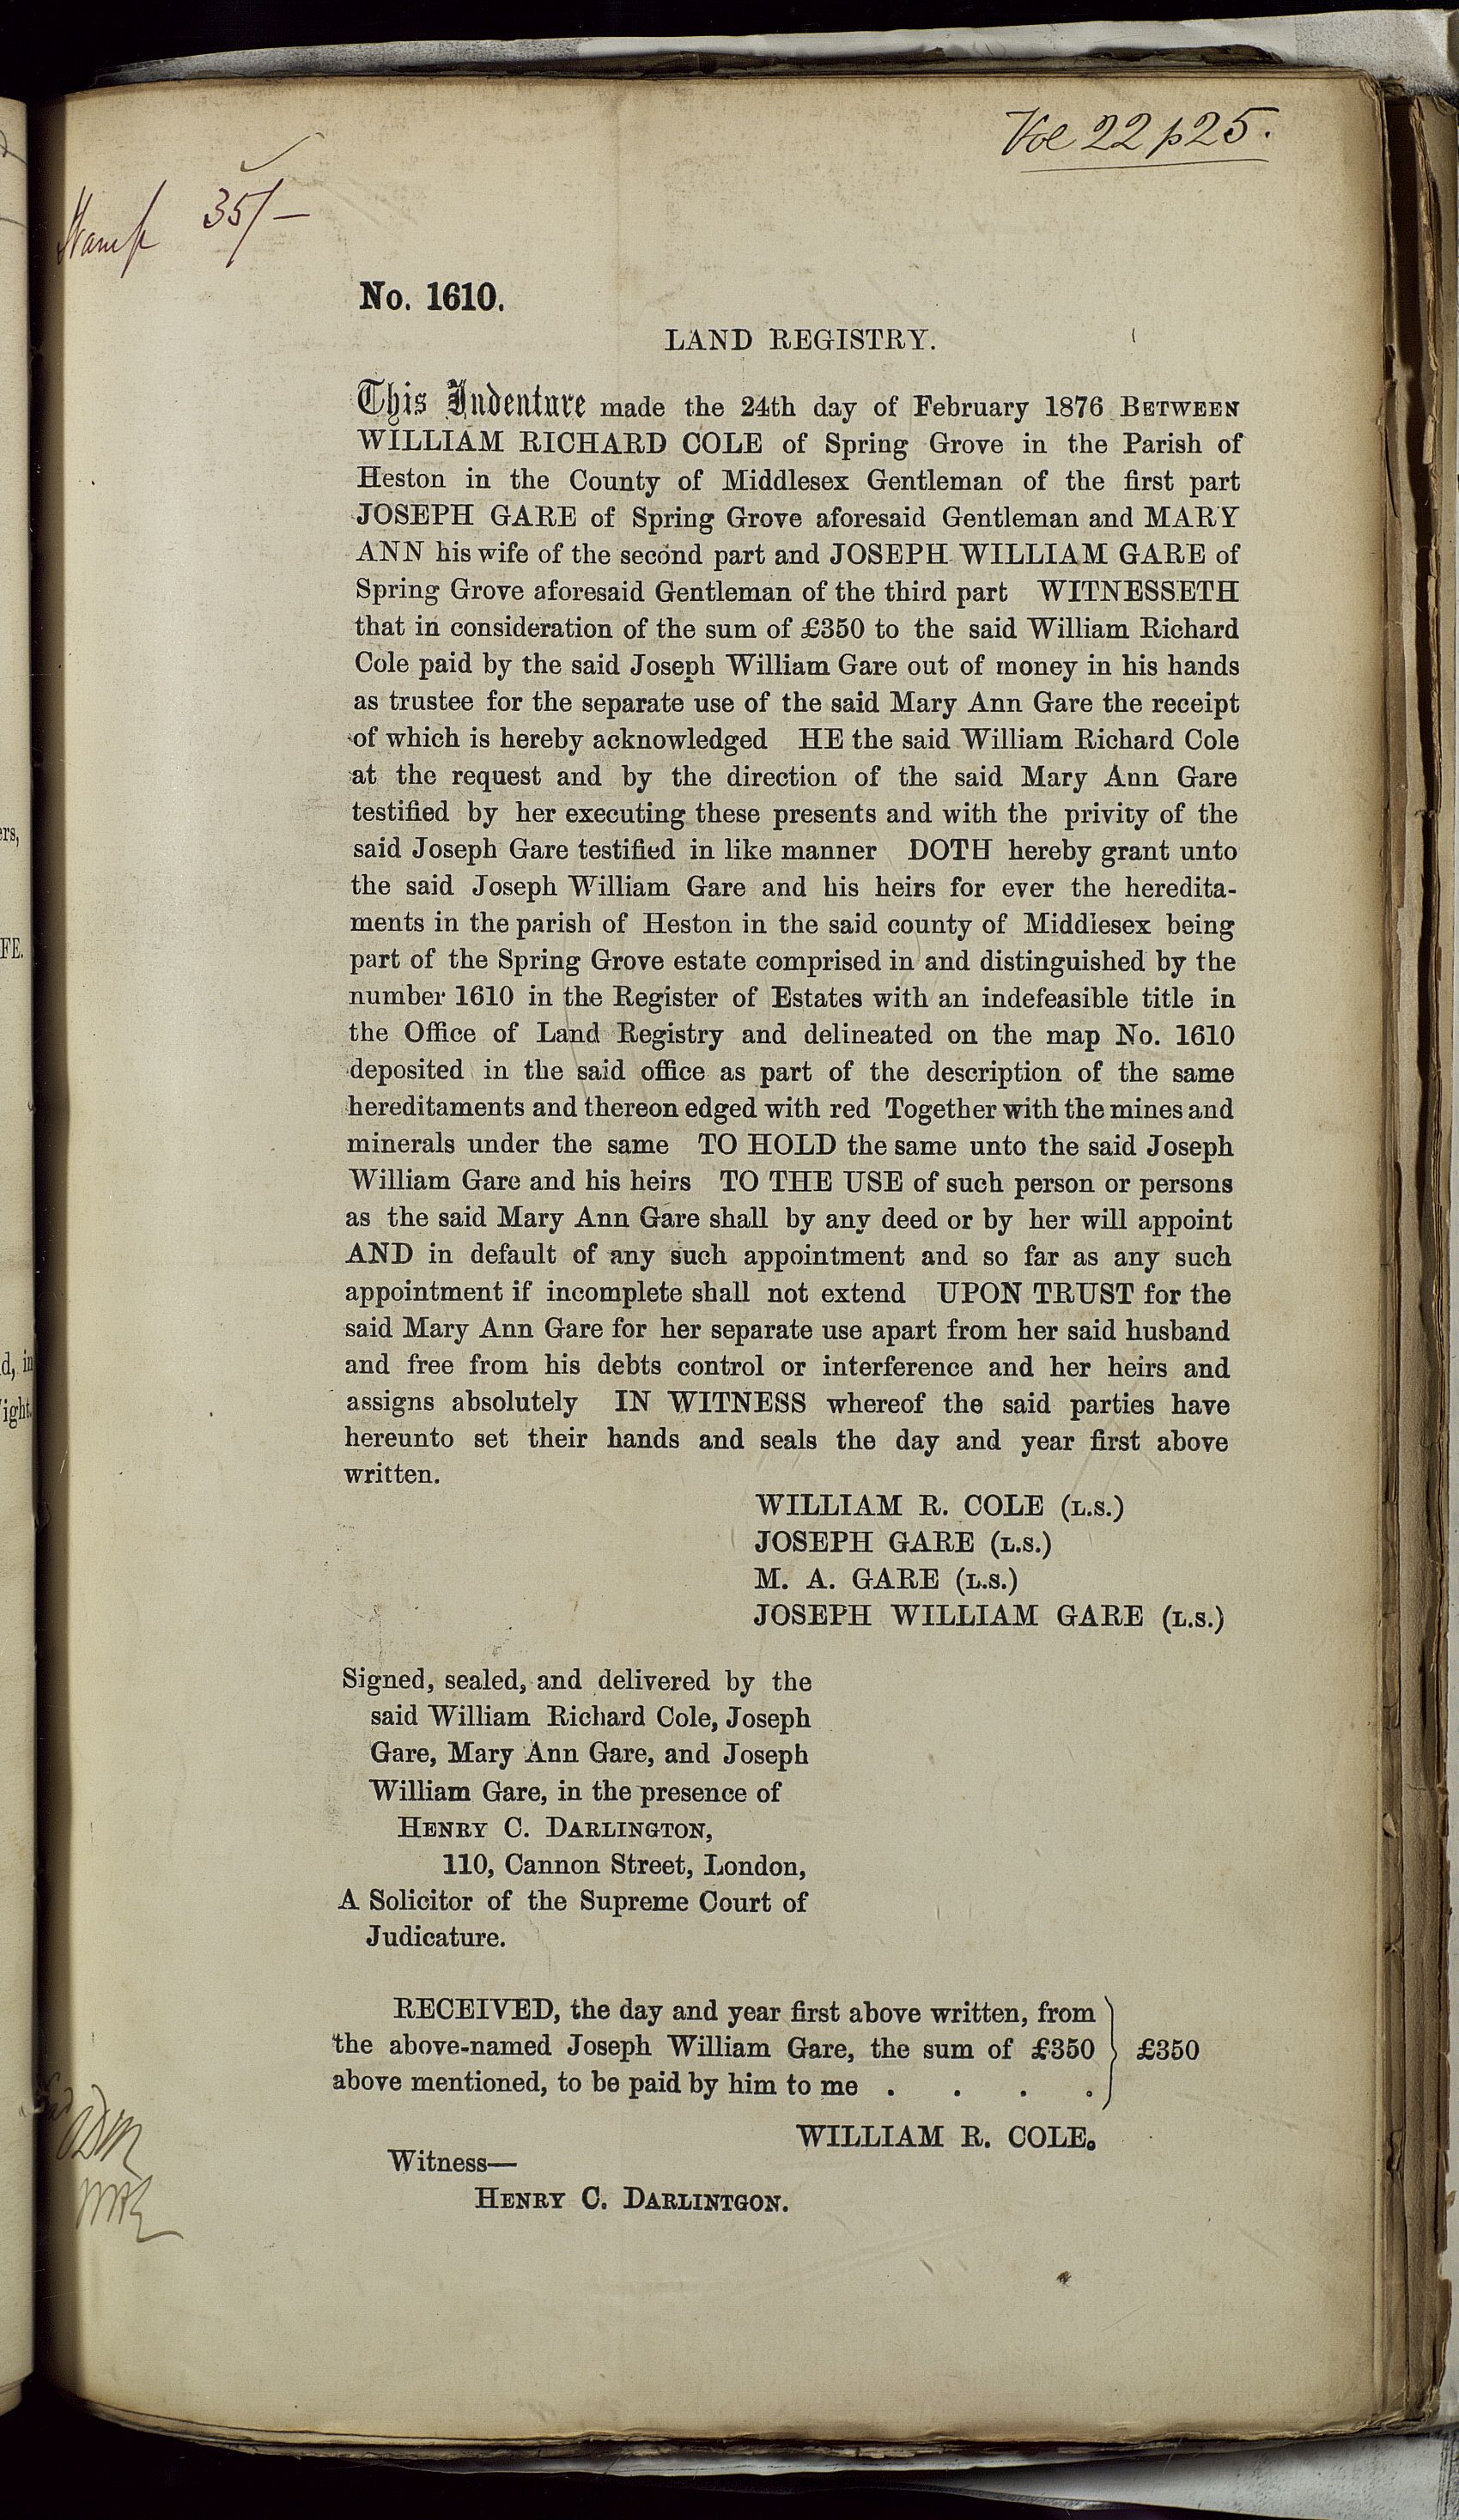 Vol 22 p25.
Stamp 35/-
No. 1610.
LAND REGISTRY.
This Indenture made the 24th day of February 1876 BETWEEN
WILLIAM RICHARD COLE of Spring Grove in the Parish of
Heston in the County of Middlesex Gentleman of the first part
JOSEPH GARE of Spring Grove aforesaid Gentleman and MARY
ANN his wife of the second part and JOSEPH WILLIAM GARE of
Spring Grove aforesaid Gentleman of the third part WITNESSETH
that in consideration of the sum of £350 to the said William Richard
Cole paid by the said Joseph William Gare out of money in his hands
as trustee for the separate use of the said Mary Ann Gare the receipt
of which is hereby acknowledged HE the said William Richard Cole
at the request and by the direction of the said Mary Ann Gare
testified by her executing these presents and with the privity of the
said Joseph Gare testified in like manner DOTH hereby grant unto
the said Joseph William Gare and his heirs for ever the heredita-
ments in the parish of Heston in the said county of Middlesex being
part of the Spring Grove estate comprised in and distinguished by the
number 1610 in the Register of Estates with an indefeasible title in
the Office of Land Registry and delineated on the map No. 1610
deposited in the said office as part of the description of the same
hereditaments and thereon edged with red Together with the mines and
minerals under the same TO HOLD the same unto the said Joseph
William Gare and his heirs TO THE USE of such person or persons
as the said Mary Ann Gare shall by any deed or by her will appoint
AND in default of any such appointment and so far as any such
appointment if incomplete shall not extend UPON TRUST for the
said Mary Ann Gare for her separate use apart from her said husband
and free from his debts control or interference and her heirs and
assigns absolutely IN WITNESS whereof the said parties have
hereunto set their hands and seals the day and year first above
written.
WILLIAM R. COLE (L.S.)
JOSEPH GARE (L.S.)
M. A. GARE (L.S.)
JOSEPH WILLIAM GARE (L.S.)
Signed, sealed, and delivered by the
said William Richard Cole, Joseph
Gare, Mary Ann Gare, and Joseph
William Gare, in the presence of
HENRY C. DARLINGTON,
110, Cannon Street, London,
A Solicitor of the Supreme Court of
Judicature.
RECEIVED, the day and year first above written, from
the above-named Joseph William Gare, the sum of £350 } £350
above mentioned, to be paid by him to me . . . .
WILLIAM R. COLE.
Witness—
HENRY C. DARLINTGON.
ers,
FE.
d, in
ight.